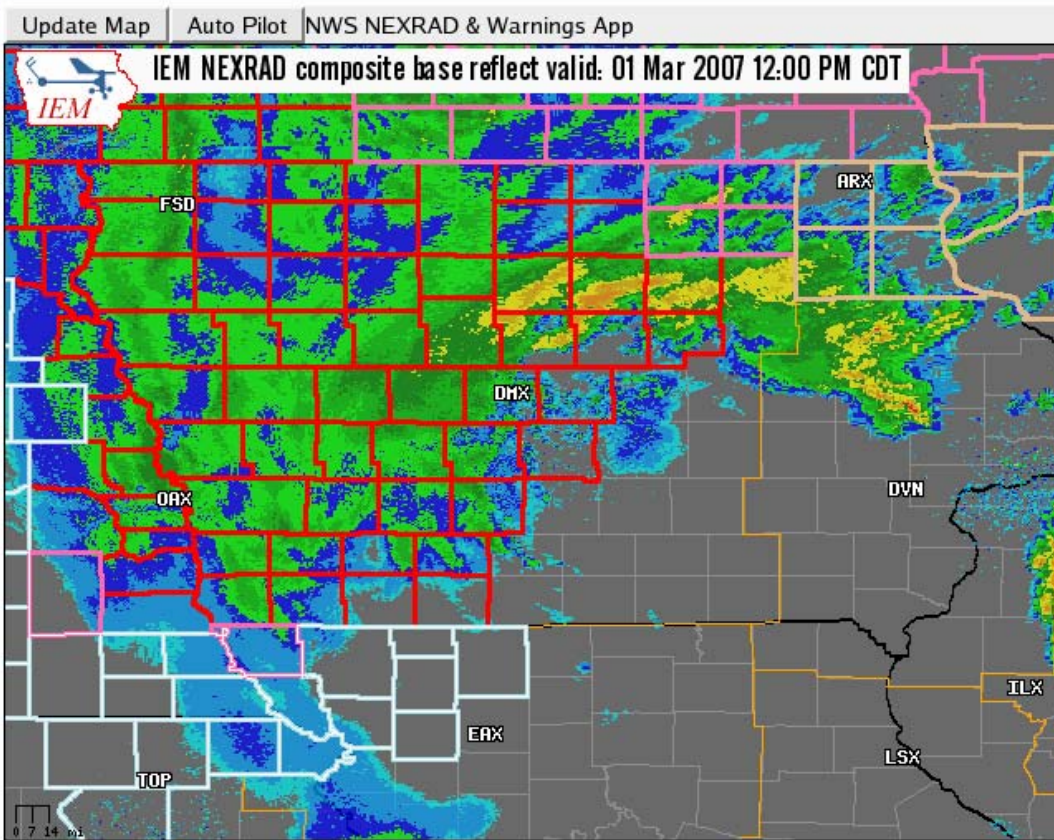 Update Map Auto Pilot NWS NEXRAD & Warnings App
IEM NEXRAD composite base reflect valid: 01 Mar 2007 12:00 PM CDT
IEM
ARX
FSD
DMX
OAX
DVN
ILX
EAX
LSX
TOP
0 7 14 mi